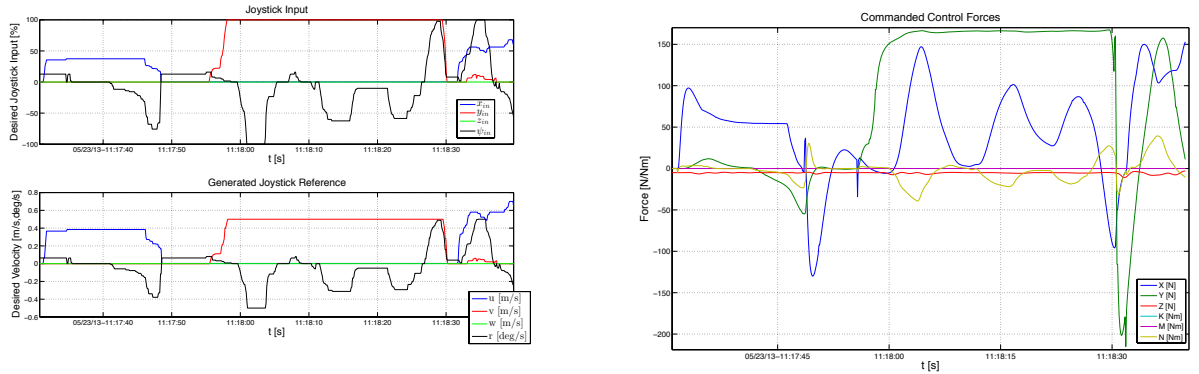 Joystick Input
Desired Joystick Input [%]
100
50
0
−50
−100
x_in
y_in
z_in
ψ_in
05/23/13−11:17:40 11:17:50 11:18:00 11:18:10 11:18:20 11:18:30
t [s]
Generated Joystick Reference
Desired Velocity [m/s,deg/s]
0.8
0.6
0.4
0.2
0
−0.2
−0.4
−0.6
u [m/s]
v [m/s]
w [m/s]
r [deg/s]
05/23/13−11:17:40 11:17:50 11:18:00 11:18:10 11:18:20 11:18:30
t [s]
Commanded Control Forces
Force [N/Nm]
150
100
50
0
−50
−100
−150
−200
X [N]
Y [N]
Z [N]
K [Nm]
M [Nm]
N [Nm]
05/23/13−11:17:45 11:18:00 11:18:15 11:18:30
t [s]